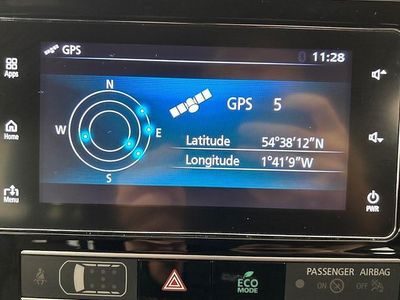 GPS
11:28
Apps
N
GPS 5
W
E
Home
Latitude 54°38'12"N
Longitude 1°41'9"W
S
Menu
PWR
PASSENGER AIRBAG
ECO
MODE
ON
OFF